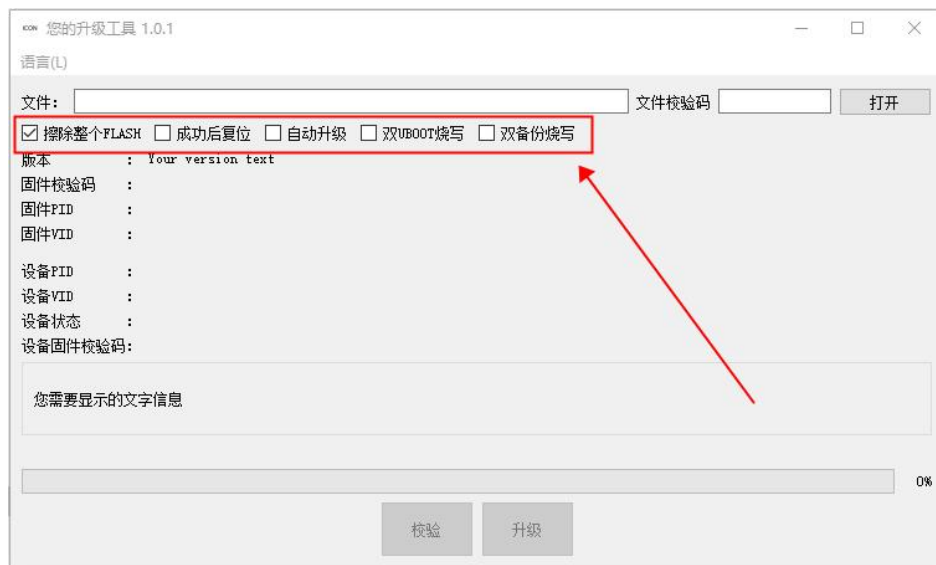 ICON 您的升级工具 1.0.1
语言(L)
文件: 文件校验码 打开
擦除整个FLASH 成功后复位 自动升级 双UBOOT烧写 双备份烧写
版本 : Your version text
固件校验码 :
固件PID :
固件VID :
设备PID :
设备VID :
设备状态 :
设备固件校验码:
您需要显示的文字信息
0%
校验 升级